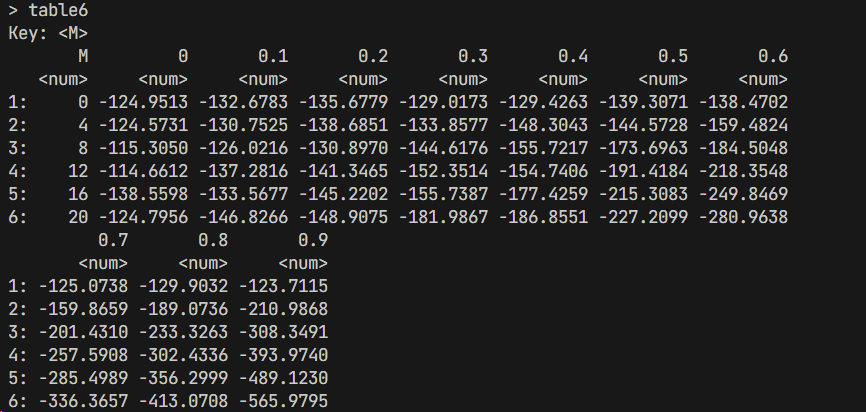 > table6
Key: <M>
M 0 0.1 0.2 0.3 0.4 0.5 0.6
<num> <num> <num> <num> <num> <num> <num> <num>
1: 0 -124.9513 -132.6783 -135.6779 -129.0173 -129.4263 -139.3071 -138.4702
2: 4 -124.5731 -130.7525 -138.6851 -133.8577 -148.3043 -144.5728 -159.4824
3: 8 -115.3050 -126.0216 -130.8970 -144.6176 -155.7217 -173.6963 -184.5048
4: 12 -114.6612 -137.2816 -141.3465 -152.3514 -154.7406 -191.4184 -218.3548
5: 16 -138.5598 -133.5677 -145.2202 -155.7387 -177.4259 -215.3083 -249.8469
6: 20 -124.7956 -146.8266 -148.9075 -181.9867 -186.8551 -227.2099 -280.9638
0.7 0.8 0.9
<num> <num> <num>
1: -125.0738 -129.9032 -123.7115
2: -159.8659 -189.0736 -210.9868
3: -201.4310 -233.3263 -308.3491
4: -257.5908 -302.4336 -393.9740
5: -285.4989 -356.2999 -489.1230
6: -336.3657 -413.0708 -565.9795